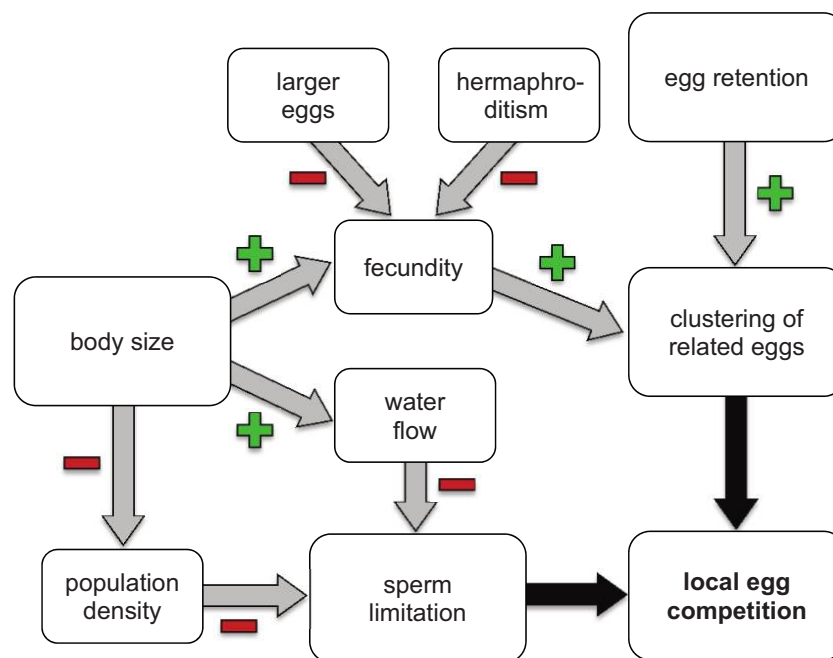 larger
eggs
hermaphro-
ditism
egg retention
fecundity
body size
clustering of
related eggs
water
flow
population
density
sperm
limitation
local egg
competition